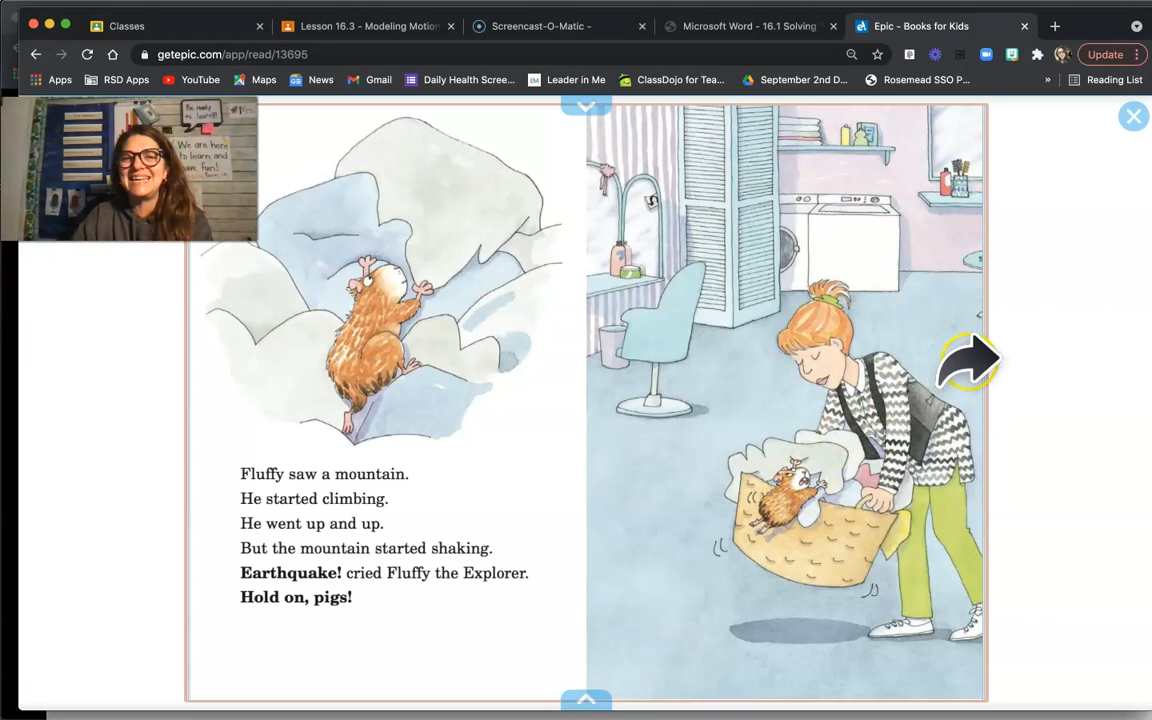 Classes
Lesson 16.3 - Modeling Motion
Screencast-O-Matic -
Microsoft Word - 16.1 Solving
Epic - Books for Kids
getepic.com/app/read/13695
Update
Apps
RSD Apps
YouTube
Maps
News
Gmail
Daily Health Scree...
Leader in Me
ClassDojo for Tea...
September 2nd D...
Rosemead SSO P...
»
Reading List
Be ready
to learn!!!
We are here
to learn and
have fun!
Fluffy saw a mountain.
He started climbing.
He went up and up.
But the mountain started shaking.
Earthquake! cried Fluffy the Explorer.
Hold on, pigs!